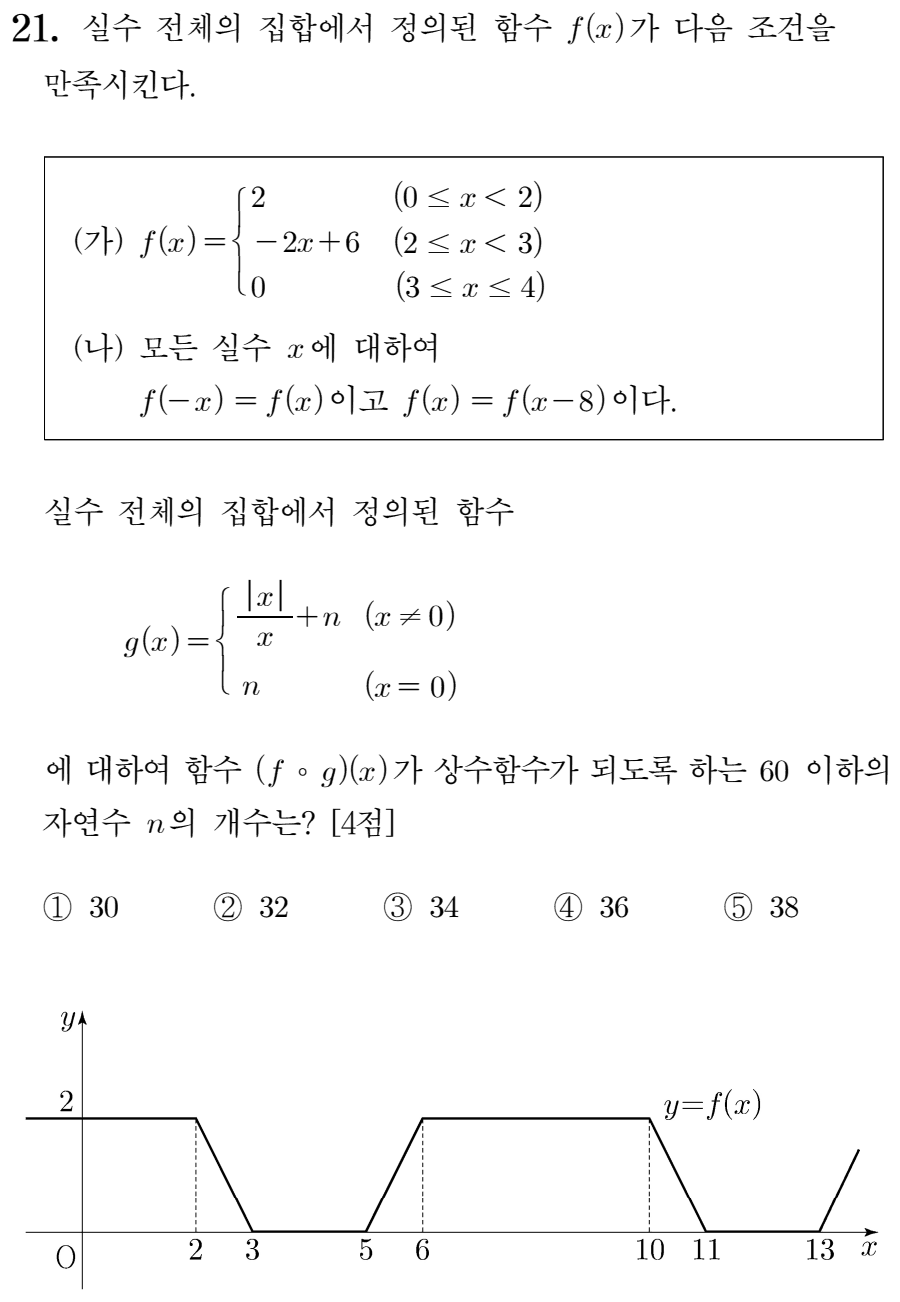 21. 실수 전체의 집합에서 정의된 함수 f(x)가 다음 조건을
만족시킨다.
(가) f(x)={ 2 (0 ≤ x < 2)
-2x+6 (2 ≤ x < 3)
0 (3 ≤ x ≤ 4)
(나) 모든 실수 x에 대하여
f(-x) = f(x)이고 f(x) = f(x-8)이다.
실수 전체의 집합에서 정의된 함수
g(x)={ |x|/x + n (x ≠ 0)
n (x = 0)
에 대하여 함수 (f ∘ g)(x)가 상수함수가 되도록 하는 60 이하의
자연수 n의 개수는? [4점]
① 30 ② 32 ③ 34 ④ 36 ⑤ 38
y
2
y=f(x)
O 2 3 5 6 10 11 13 x